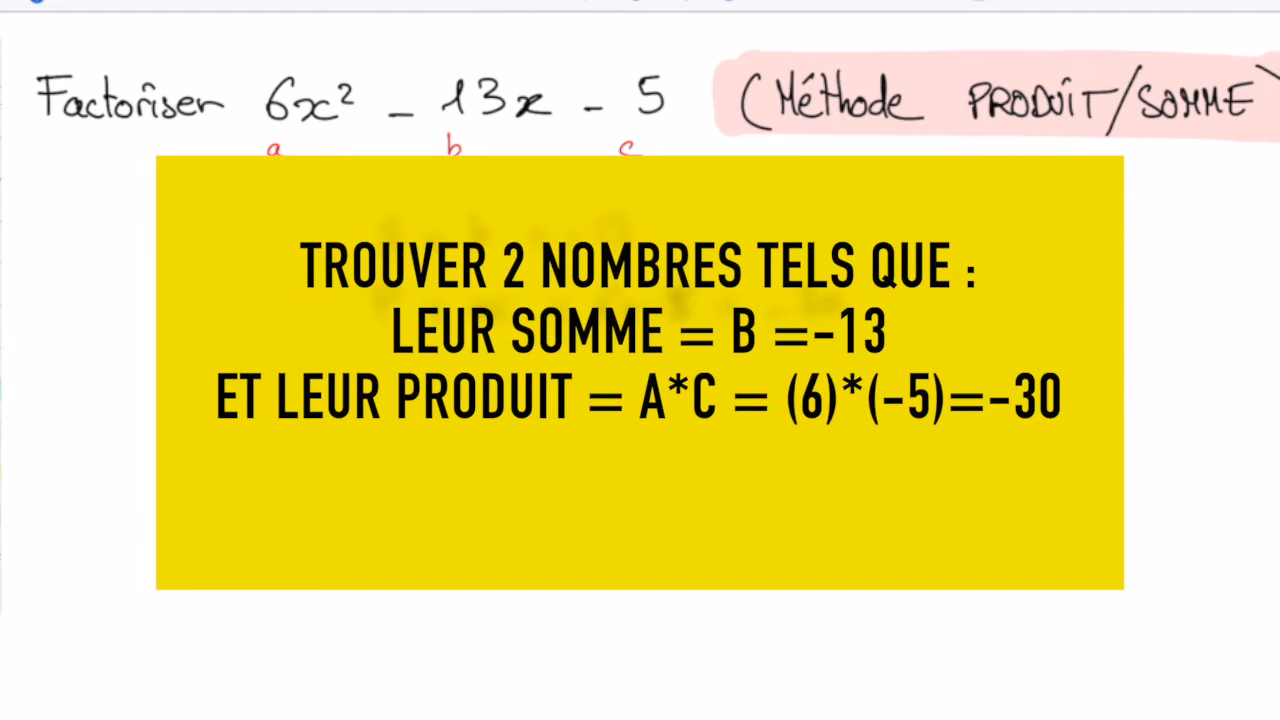 Factoriser 6x² - 13x - 5 (Méthode PRODUIT/SOMME)
a b c
TROUVER 2 NOMBRES TELS QUE :
LEUR SOMME = B =-13
ET LEUR PRODUIT = A*C = (6)*(-5)=-30